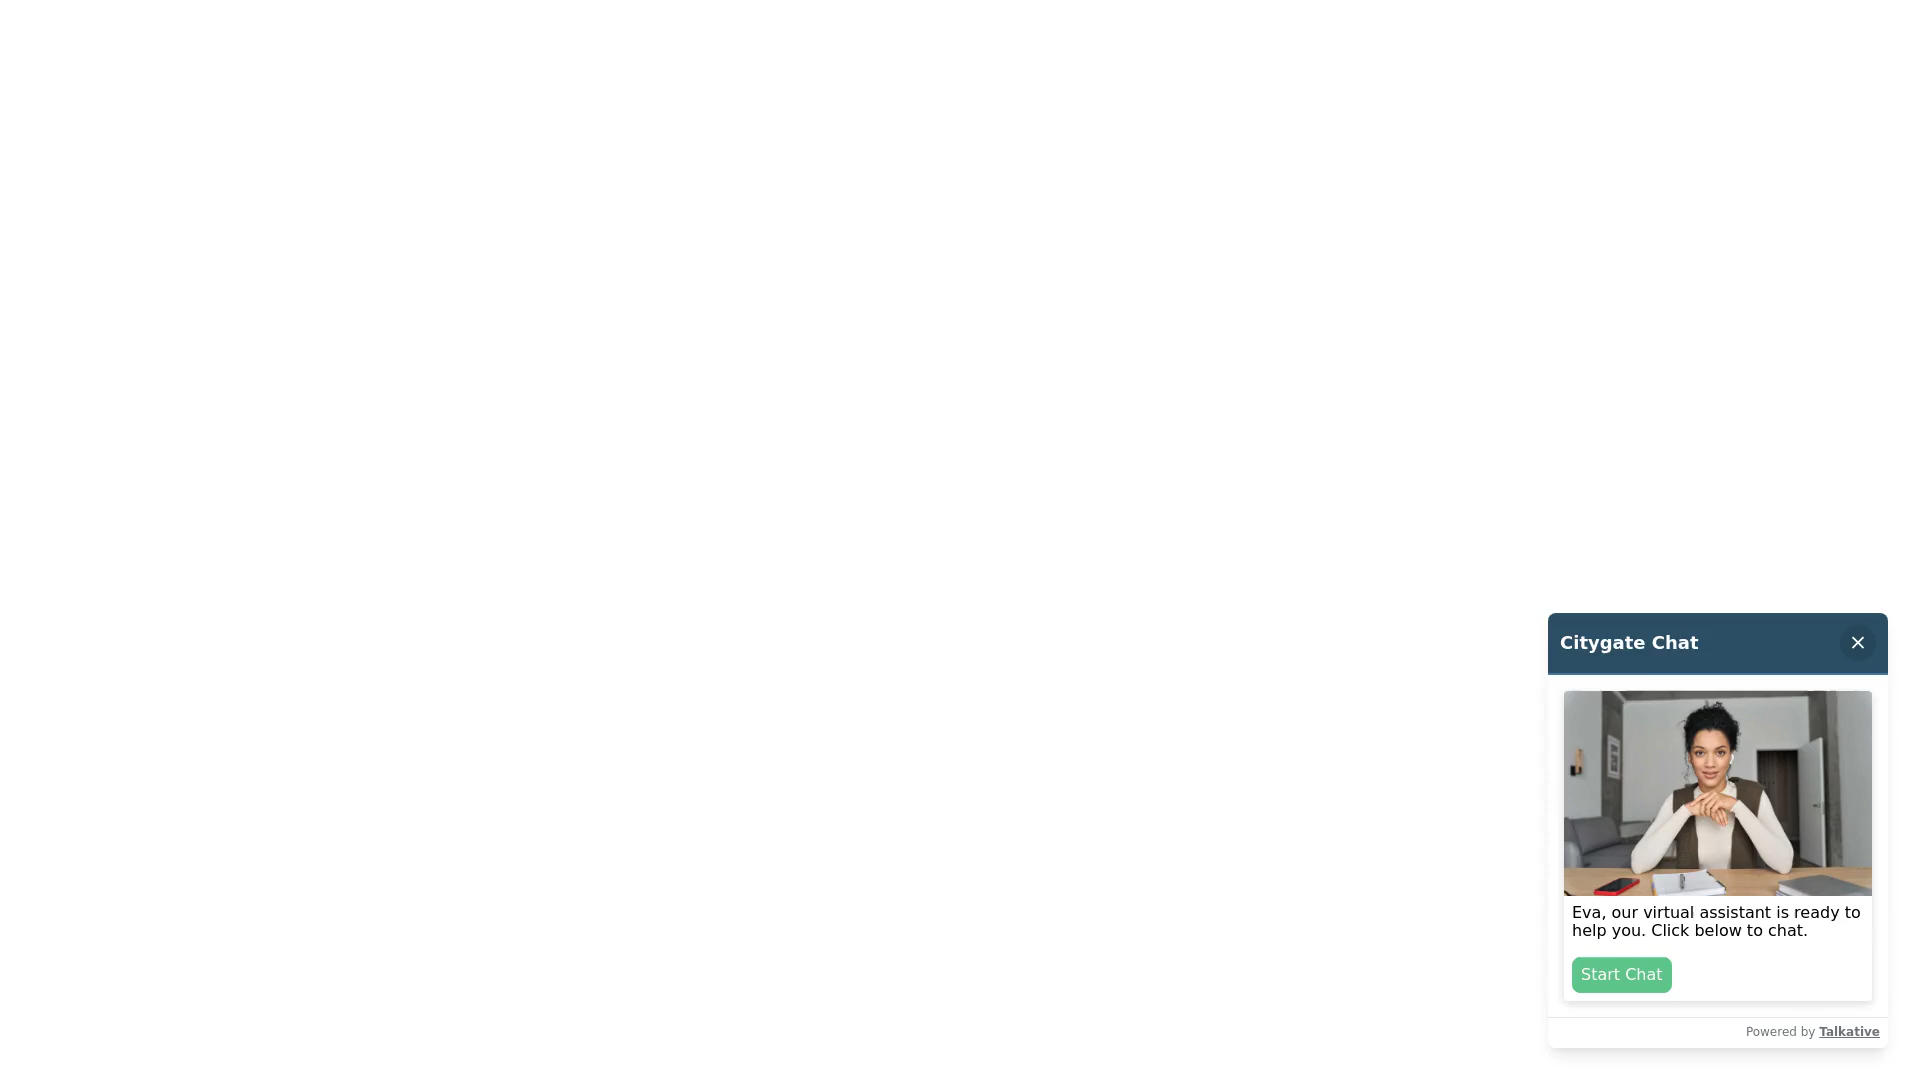 Citygate Chat
Eva, our virtual assistant is ready to
help you. Click below to chat.
Start Chat
Powered by Talkative